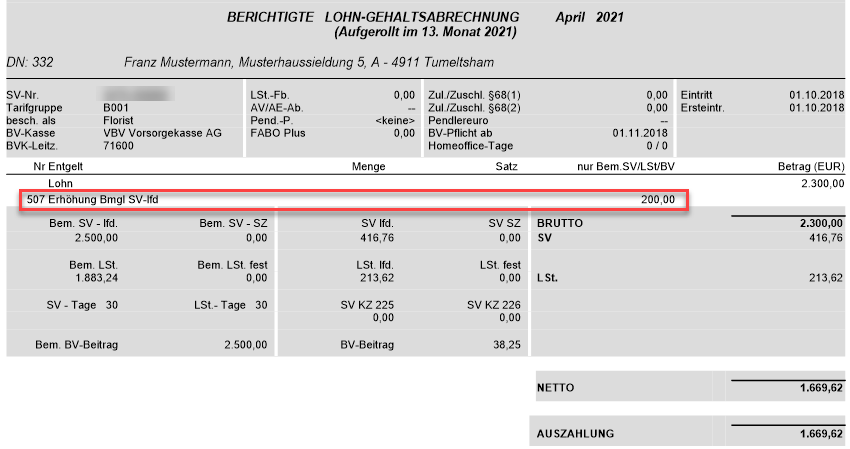 BERICHTIGTE LOHN-GEHALTSABRECHNUNG April 2021
(Aufgerollt im 13. Monat 2021)
DN: 332 Franz Mustermann, Musterhaussiedlung 5, A - 4911 Tumeltsham
SV-Nr. LSt.-Fb. 0,00 Zul./Zuschl. §68(1) 0,00 Eintritt 01.10.2018
Tarifgruppe B001 AV/AE-Ab. -- Zul./Zuschl. §68(2) 0,00 Ersteintr. 01.10.2018
besch. als Florist Pend.-P. <keine> Pendlereuro --
BV-Kasse VBV Vorsorgekasse AG FABO Plus 0,00 BV-Pflicht ab 01.11.2018
BVK-Leitz. 71600 Homeoffice-Tage 0 / 0
Nr Entgelt Menge Satz nur Bem.SV/LSt/BV Betrag (EUR)
Lohn 2.300,00
507 Erhöhung Bmgl SV-lfd 200,00
Bem. SV - lfd. Bem. SV - SZ SV lfd. SV SZ BRUTTO 2.300,00
2.500,00 0,00 416,76 0,00 SV 416,76
Bem. LSt. Bem. LSt. fest LSt. lfd. LSt. fest
1.883,24 0,00 213,62 0,00 LSt. 213,62
SV - Tage 30 LSt.- Tage 30 SV KZ 225 SV KZ 226
0,00 0,00
Bem. BV-Beitrag 2.500,00 BV-Beitrag 38,25
NETTO 1.669,62
AUSZAHLUNG 1.669,62